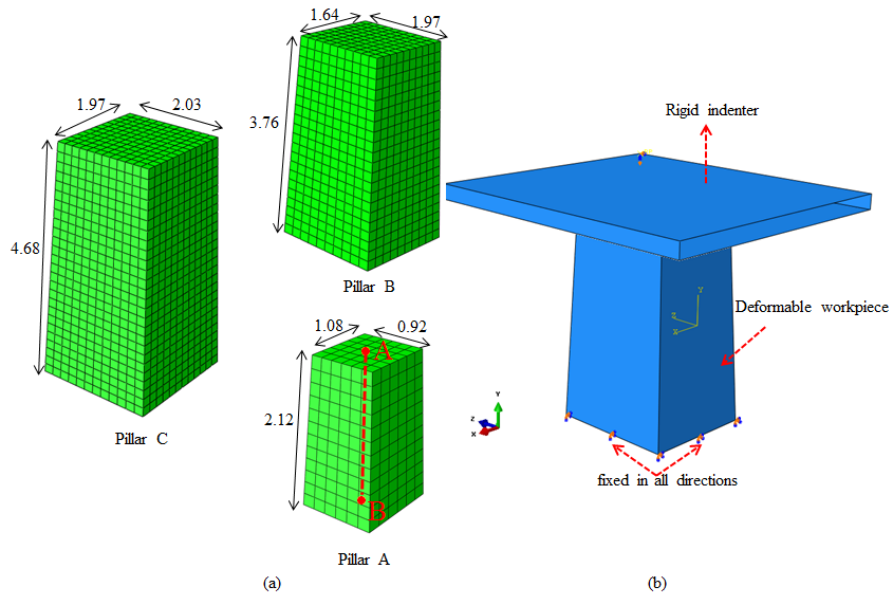 1.64
1.97
3.76
Pillar B
1.97
2.03
4.68
Pillar C
1.08
0.92
A
2.12
B
Pillar A
(a)
Rigid indenter
Y
Z
X
Deformable workpiece
Y
Z
X
fixed in all directions
(b)